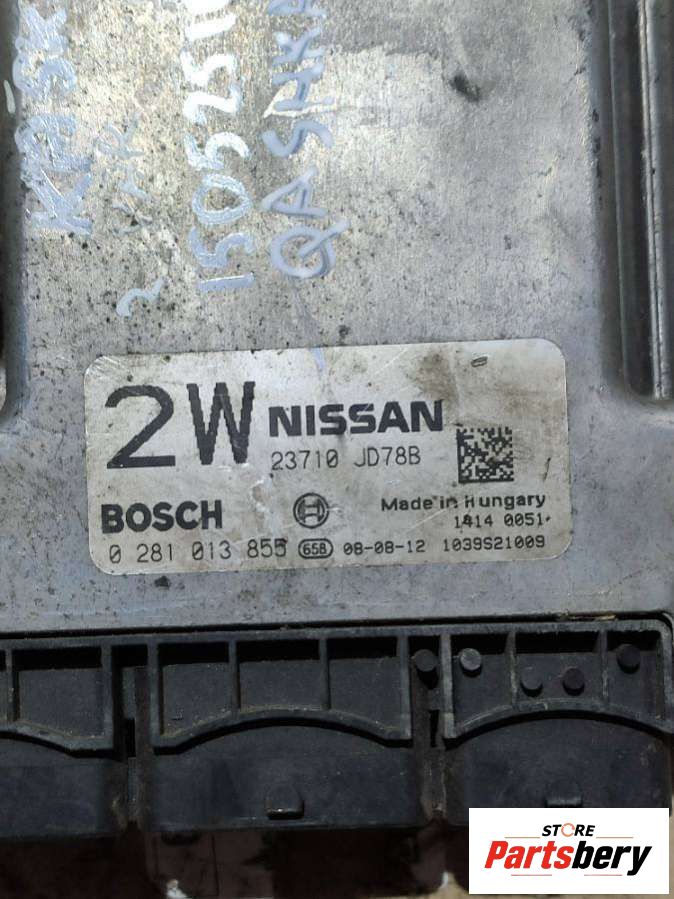 QASHKA
2W NISSAN
23710 JD78B
BOSCH
Made in Hungary
1414 0051
0 281 013 855 65B 08-08-12 1039S21009
STORE
Partsbery